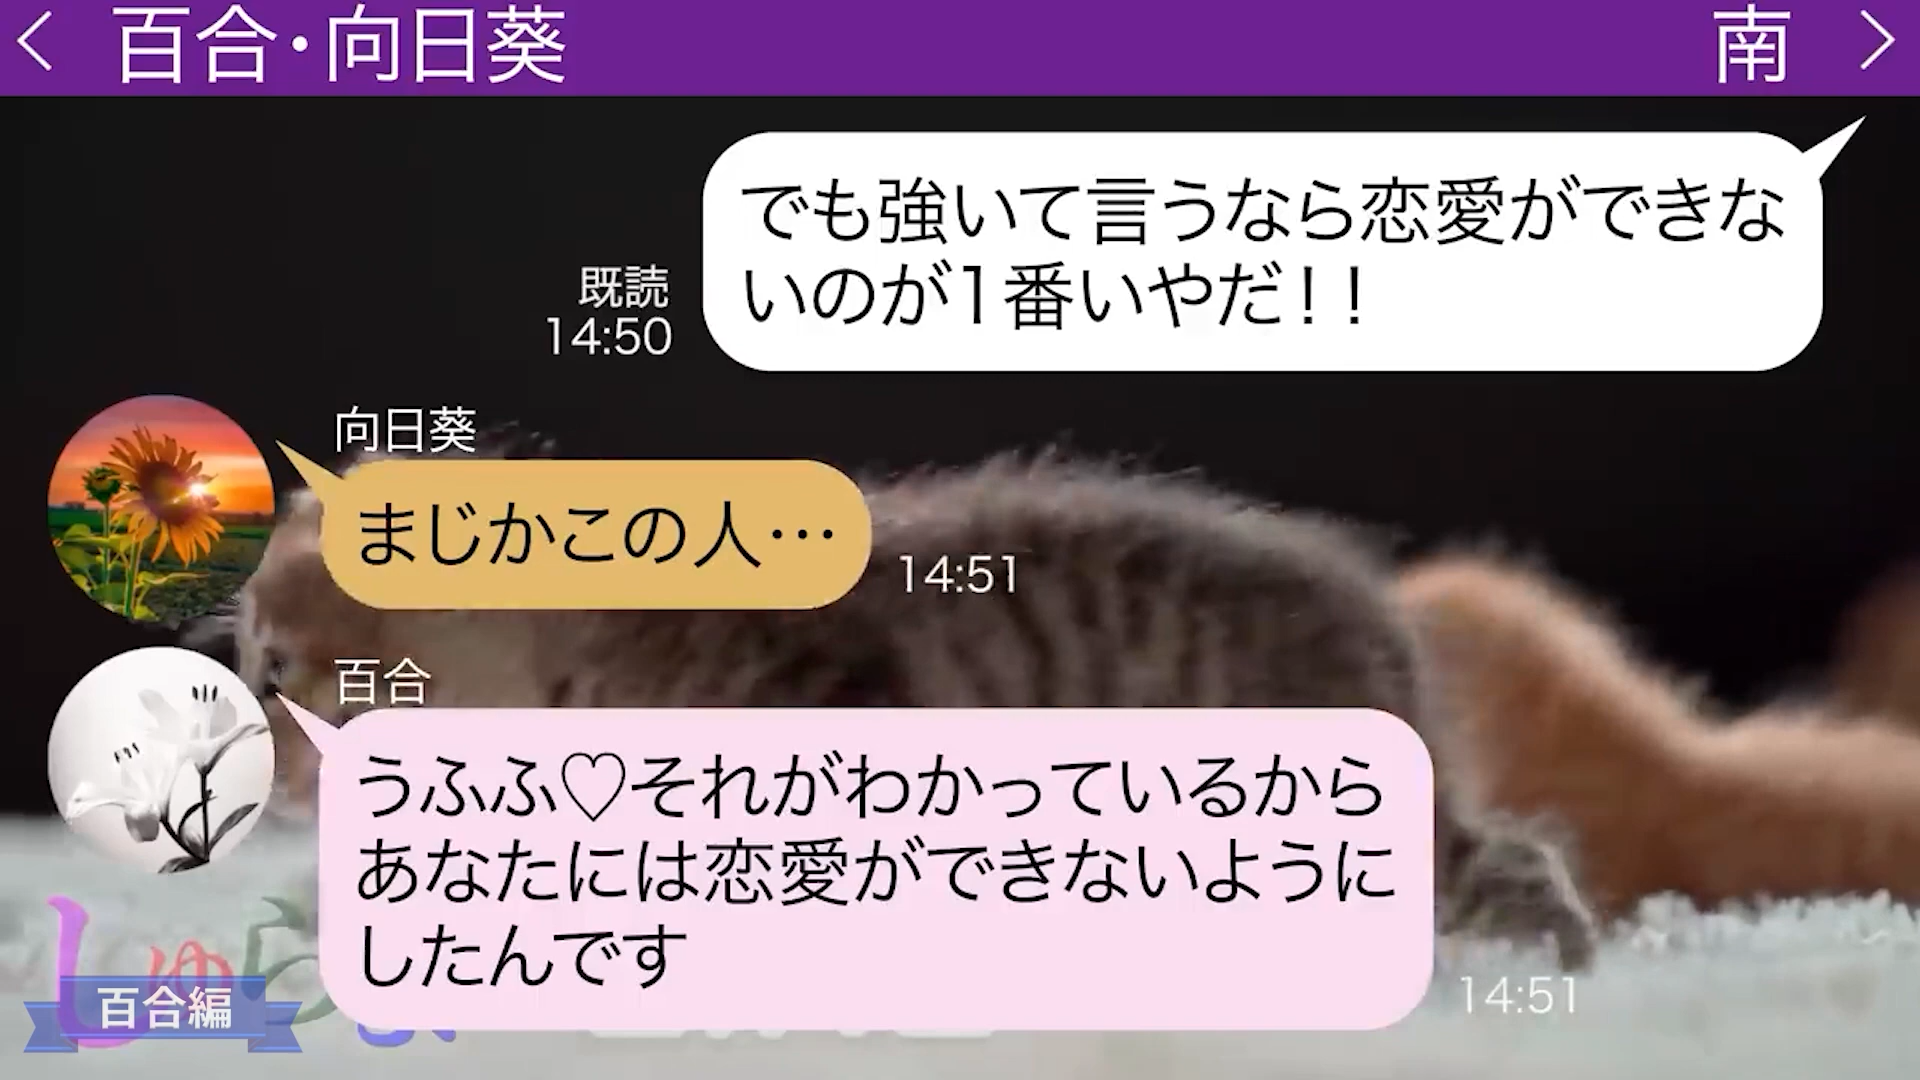 百合・向日葵
南
でも強いて言うなら恋愛ができな
いのが1番いやだ！！
既読
14:50
向日葵
まじかこの人…
14:51
百合
うふふ♡それがわかっているから
あなたには恋愛ができないように
したんです
14:51
百合編